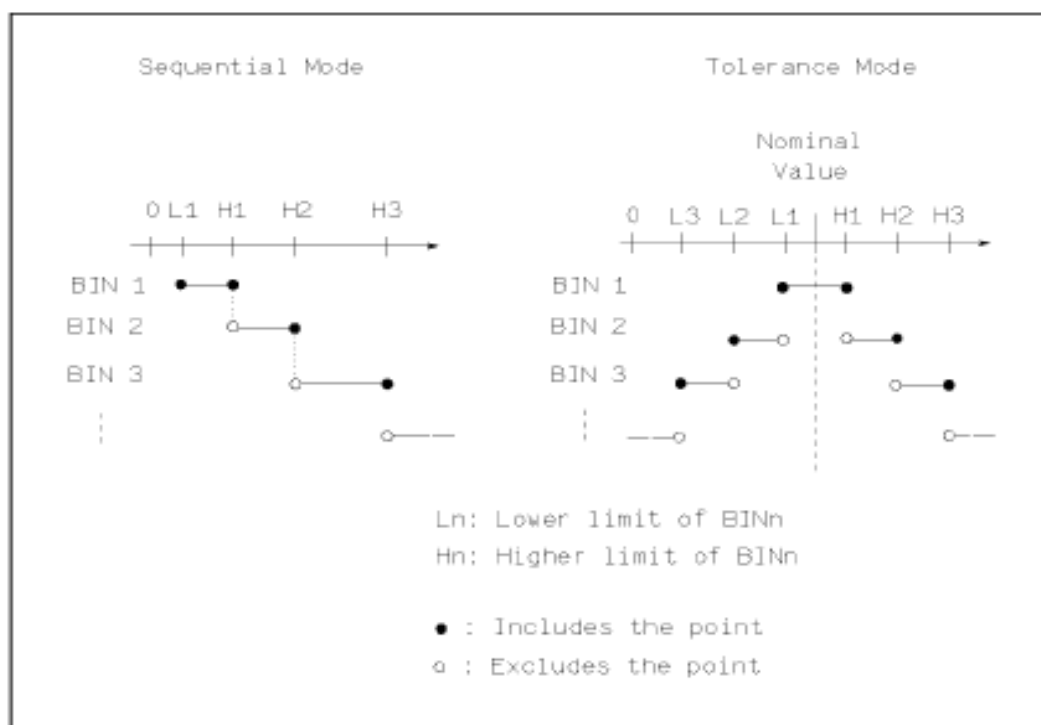 Sequential Mode
Tolerance Mode
Nominal
Value
0 L1 H1 H2 H3
0 L3 L2 L1 H1 H2 H3
BIN 1
BIN 2
BIN 3
BIN 1
BIN 2
BIN 3
Ln: Lower limit of BINn
Hn: Higher limit of BINn
● : Includes the point
○ : Excludes the point